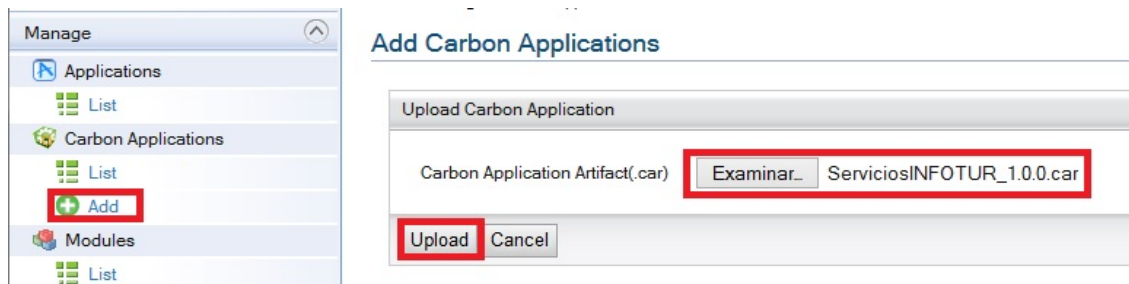 Manage
Applications
List
Carbon Applications
List
Add
Modules
List
Add Carbon Applications
Upload Carbon Application
Carbon Application Artifact(.car) Examinar... ServiciosINFOTUR_1.0.0.car
Upload Cancel